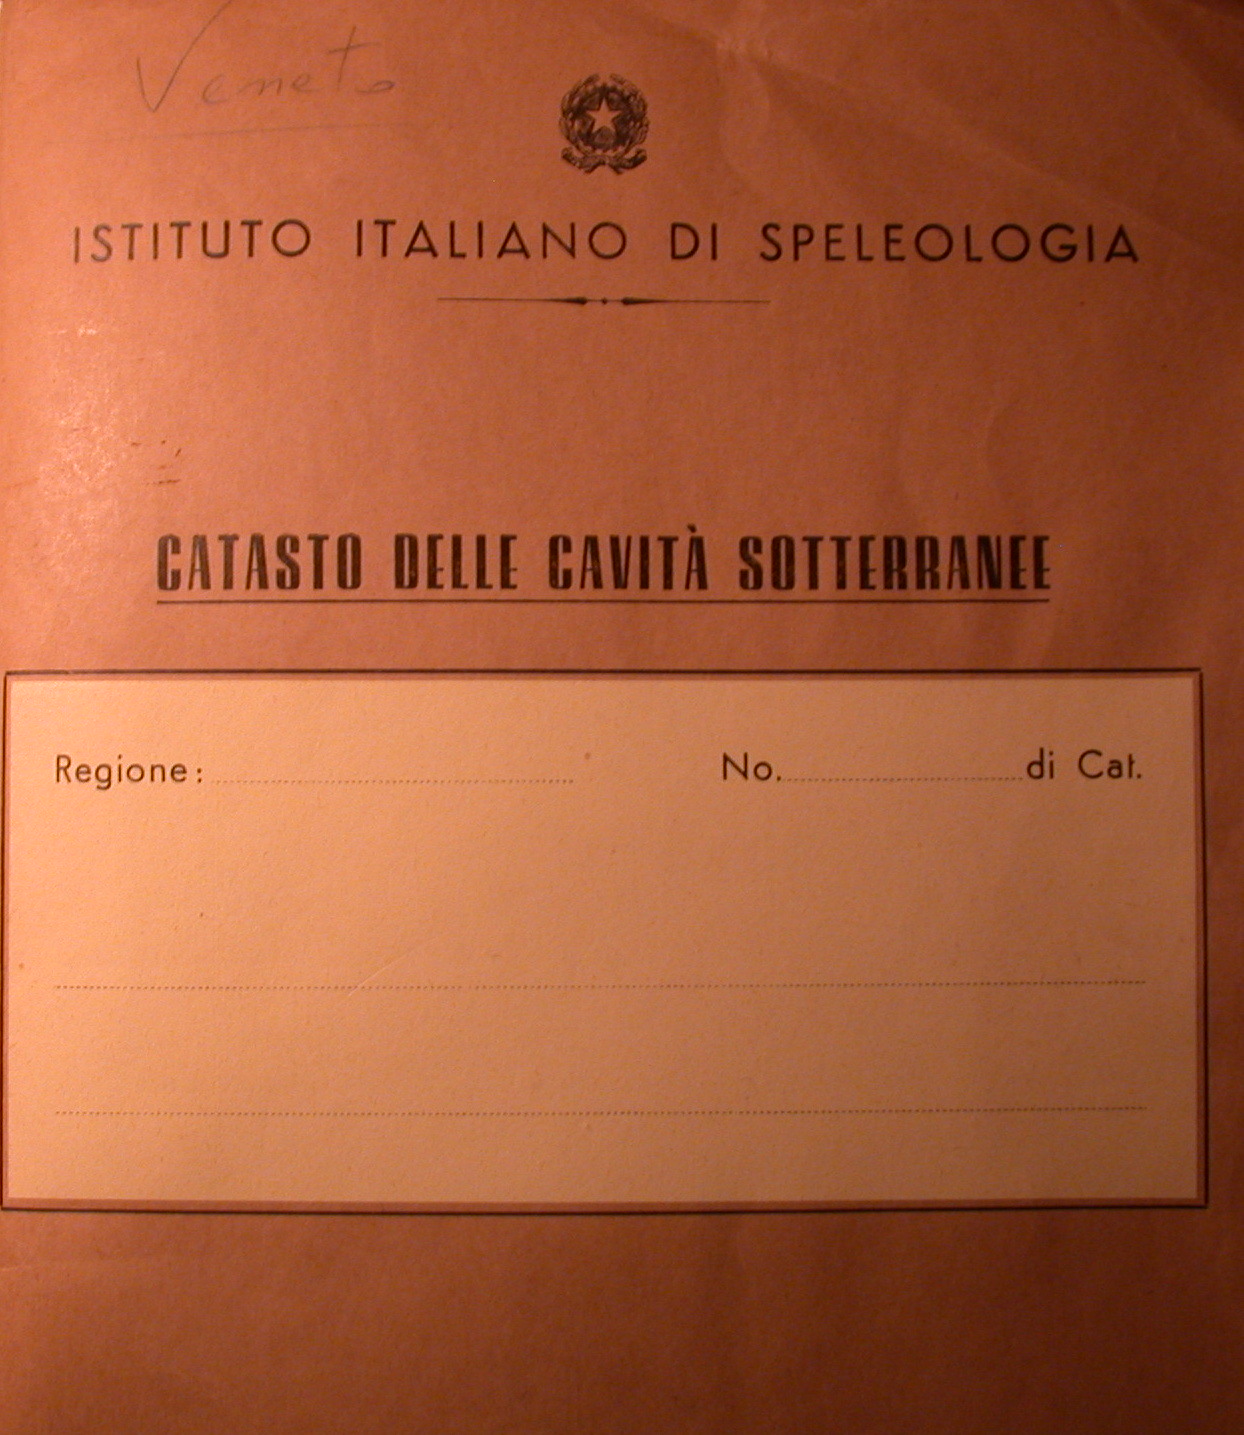 Veneto
ISTITUTO ITALIANO DI SPELEOLOGIA
CATASTO DELLE CAVITÀ SOTTERRANEE
Regione: No. di Cat.